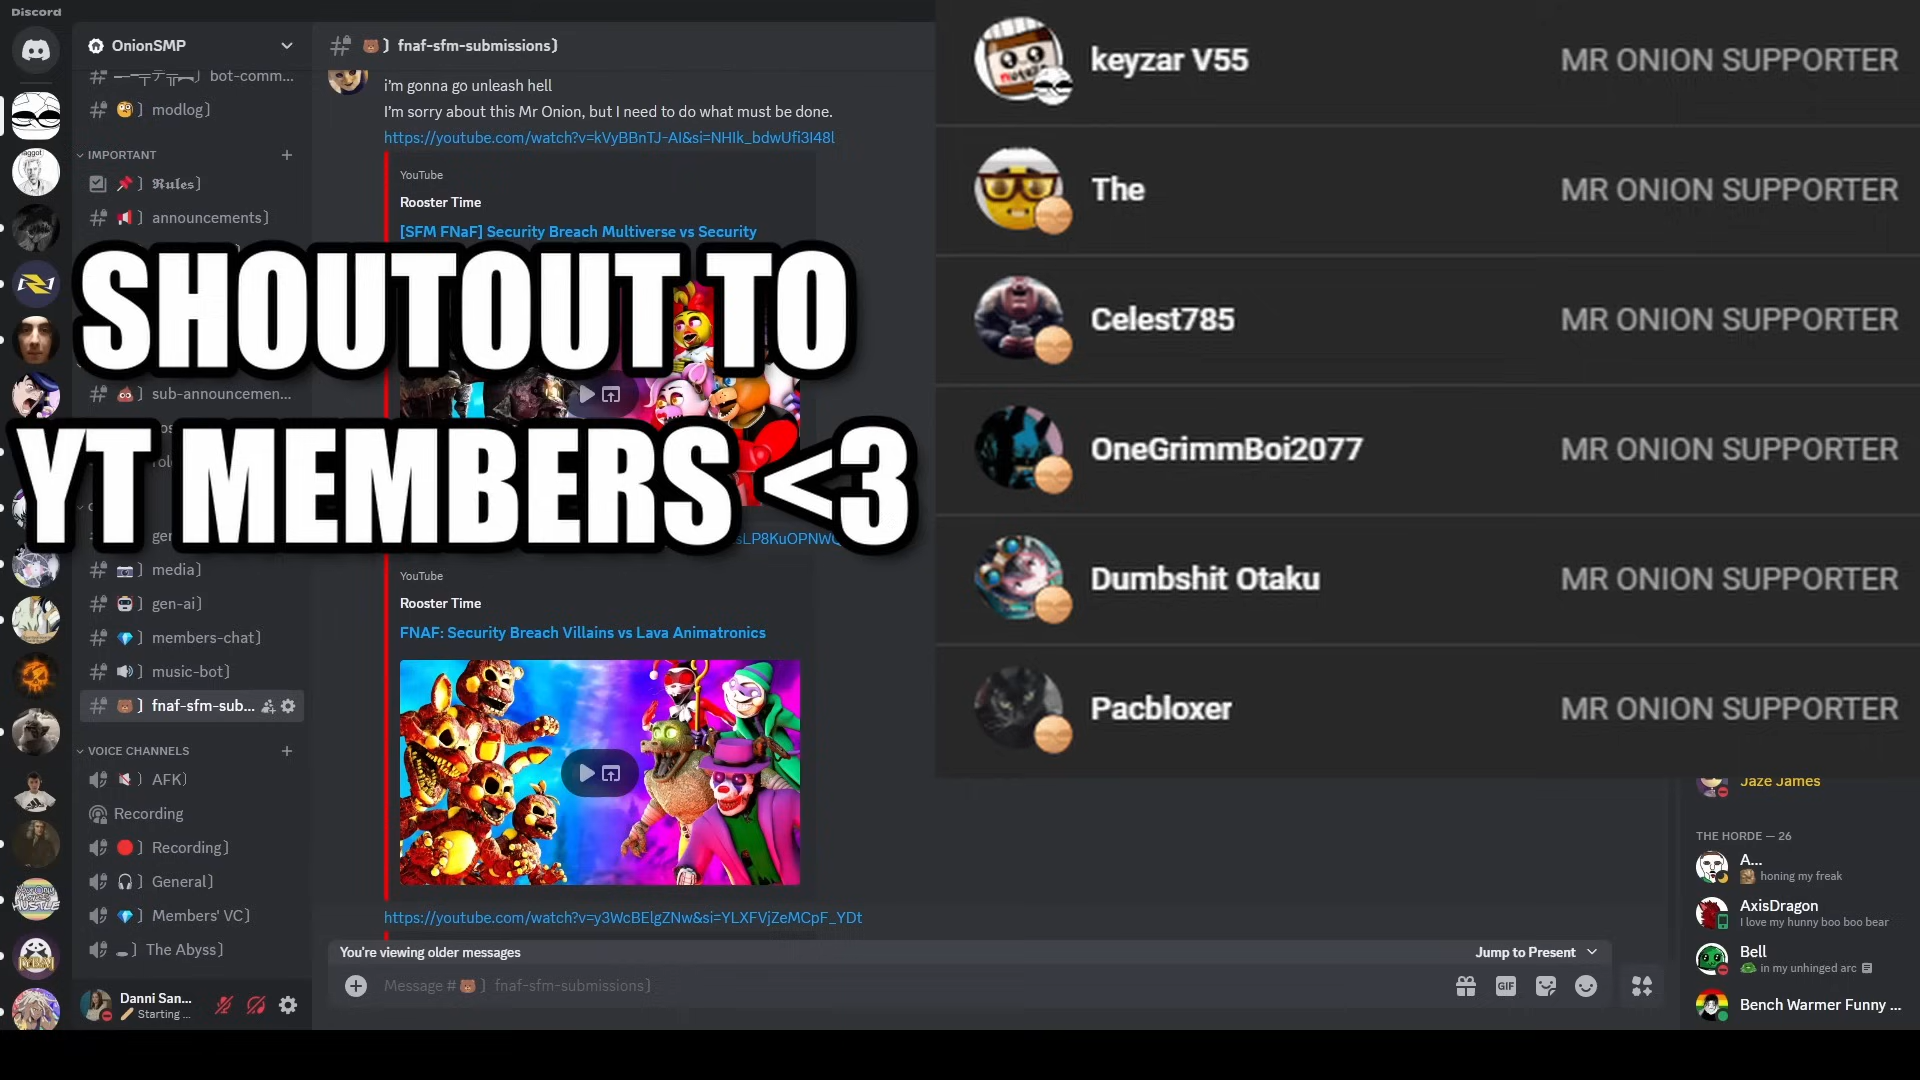 Discord
OnionSMP
bot-comm...
modlog〕
IMPORTANT
𝕽𝖚𝖑𝖊𝖘〕
announcements〕
sub-announcemen...
media〕
gen-ai〕
members-chat〕
music-bot〕
fnaf-sfm-sub...
VOICE CHANNELS
AFK〕
Recording
Recording〕
General〕
Members' VC〕
The Abyss〕
Danni San...
Starting ...
fnaf-sfm-submissions〕
i'm gonna go unleash hell
I'm sorry about this Mr Onion, but I need to do what must be done.
https://youtube.com/watch?v=kVyBBnTJ-AI&si=NHIk_bdwUfi3I48l
YouTube
Rooster Time
[SFM FNaF] Security Breach Multiverse vs Security
SHOUTOUT TO
YT MEMBERS <3
YouTube
Rooster Time
FNAF: Security Breach Villains vs Lava Animatronics
https://youtube.com/watch?v=y3WcBElgZNw&si=YLXFVjZeMCpF_YDt
You're viewing older messages
Jump to Present
Message # 〕 fnaf-sfm-submissions〕
GIF
keyzar V55 MR ONION SUPPORTER
The MR ONION SUPPORTER
Celest785 MR ONION SUPPORTER
OneGrimmBoi2077 MR ONION SUPPORTER
Dumbshit Otaku MR ONION SUPPORTER
Pacbloxer MR ONION SUPPORTER
Jaze James
THE HORDE — 26
A...
honing my freak
AxisDragon
I love my hunny boo boo bear
Bell
in my unhinged arc
Bench Warmer Funny ...